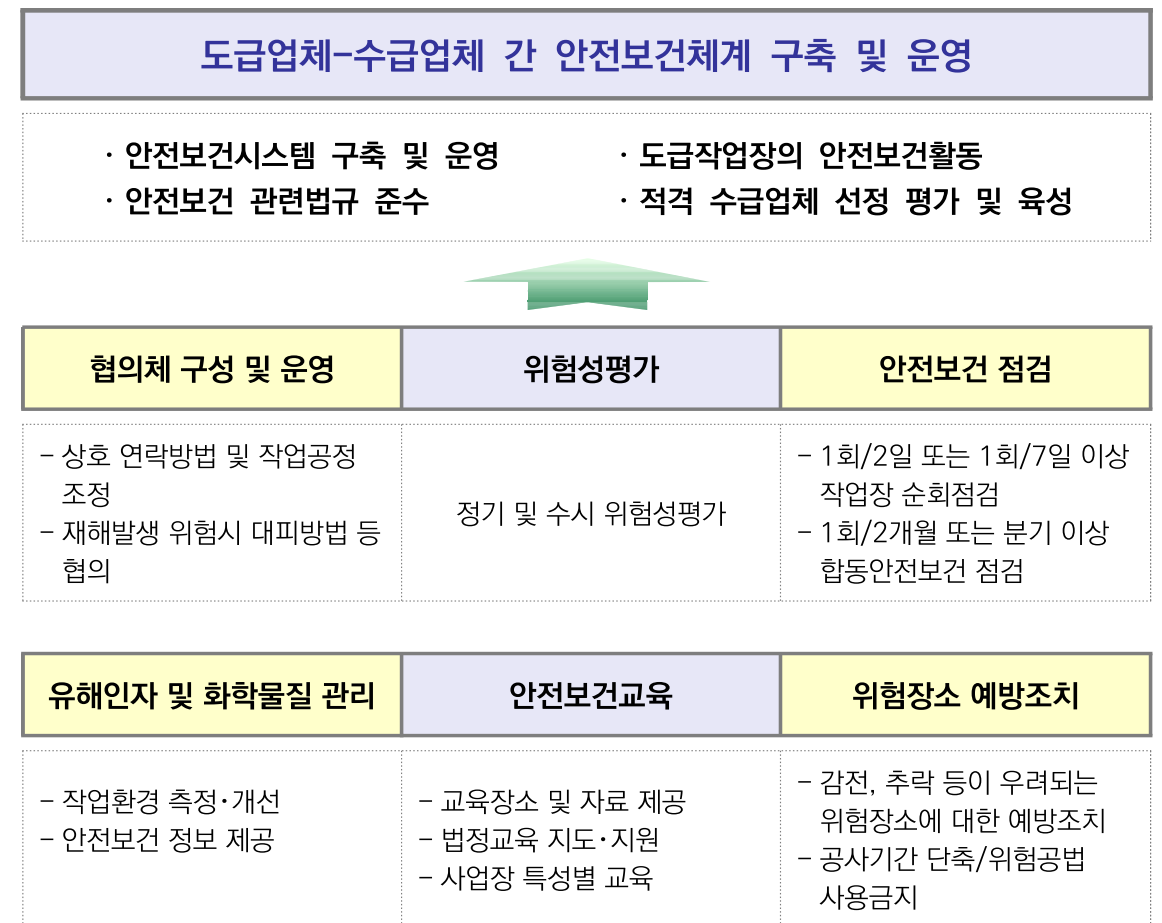 도급업체-수급업체 간 안전보건체계 구축 및 운영
· 안전보건시스템 구축 및 운영
· 안전보건 관련법규 준수
· 도급작업장의 안전보건활동
· 적격 수급업체 선정 평가 및 육성
협의체 구성 및 운영
- 상호 연락방법 및 작업공정
조정
- 재해발생 위험시 대피방법 등
협의
위험성평가
정기 및 수시 위험성평가
안전보건 점검
- 1회/2일 또는 1회/7일 이상
작업장 순회점검
- 1회/2개월 또는 분기 이상
합동안전보건 점검
유해인자 및 화학물질 관리
- 작업환경 측정·개선
- 안전보건 정보 제공
안전보건교육
- 교육장소 및 자료 제공
- 법정교육 지도·지원
- 사업장 특성별 교육
위험장소 예방조치
- 감전, 추락 등이 우려되는
위험장소에 대한 예방조치
- 공사기간 단축/위험공법
사용금지